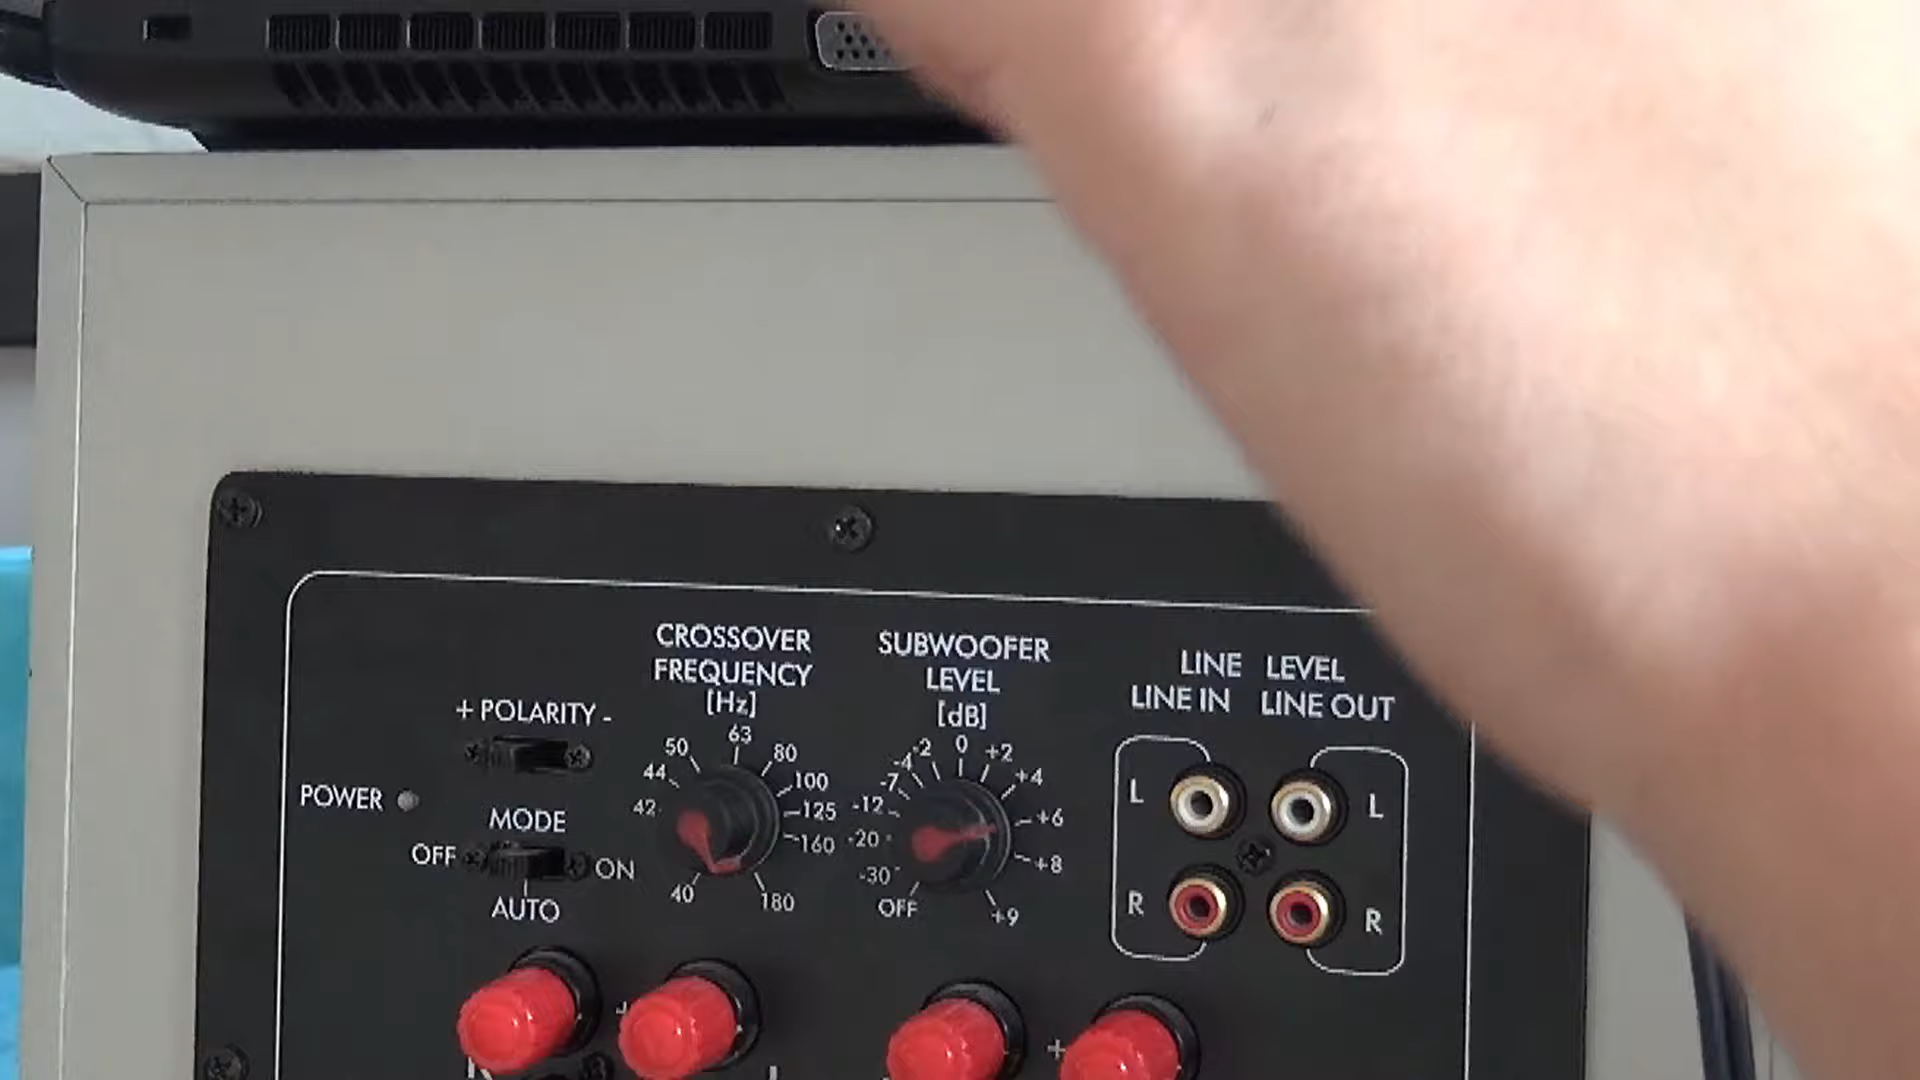 CROSSOVER
FREQUENCY
[Hz]
SUBWOOFER
LEVEL
[dB]
LINE LEVEL
LINE IN LINE OUT
+ POLARITY -
50 63 80
44 100
42 125
160
40 180
-2 0 +2
-4 +4
-7
-12 +6
-20
-30 +8
OFF +9
L L
R R
POWER
MODE
OFF ON
AUTO
+